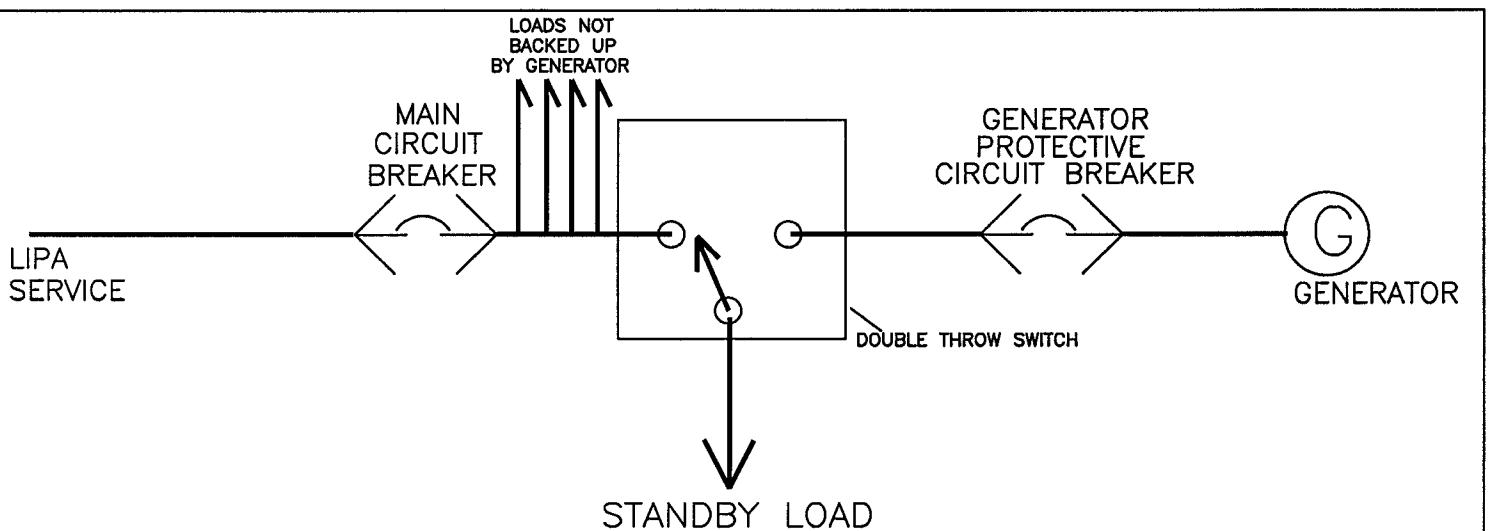 LOADS NOT
BACKED UP
BY GENERATOR
MAIN
CIRCUIT
BREAKER
GENERATOR
PROTECTIVE
CIRCUIT BREAKER
LIPA
SERVICE
G
GENERATOR
DOUBLE THROW SWITCH
STANDBY LOAD